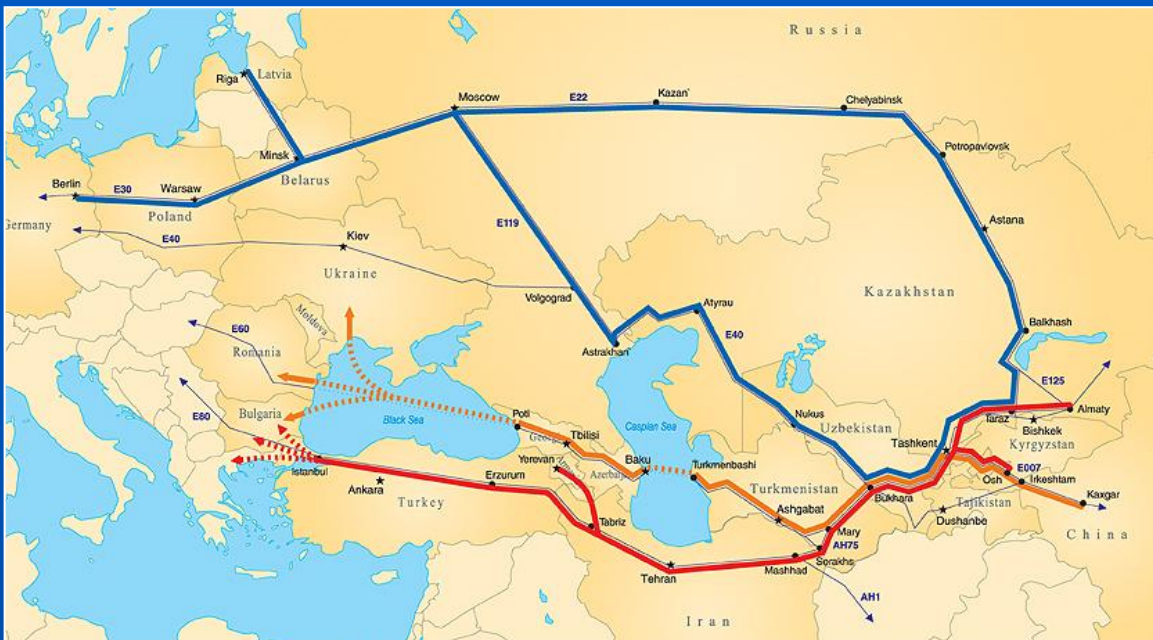 Russia
Riga
Latvia
Moscow
E22
Kazan'
Chelyabinsk
Minsk
Belarus
Petropavlovsk
Berlin
E30
Warsaw
Poland
Germany
E40
Kiev
E119
Astana
Ukraine
Volgograd
Kazakhstan
Moldova
Atyrau
E60
Romania
Astrakhan
E40
Balkhash
E125
E80
Bulgaria
Black Sea
Poti
Caspian Sea
Nukus
Uzbekistan
Taraz
Almaty
Bishkek
Georg
Tbilisi
Tashkent
Kyrgyzstan
Istanbul
Yerevan
Azerbaija
Baku
Turkmenbashi
E007
Osh
Irkeshtam
Ankara
Erzurum
Turkey
Turkmenistan
Bukhara
Tajikistan
Kaxgar
Ashgabat
Dushanbe
Tabriz
Mary
China
AH75
Serakhs
Tehran
Mashhad
AH1
Iran